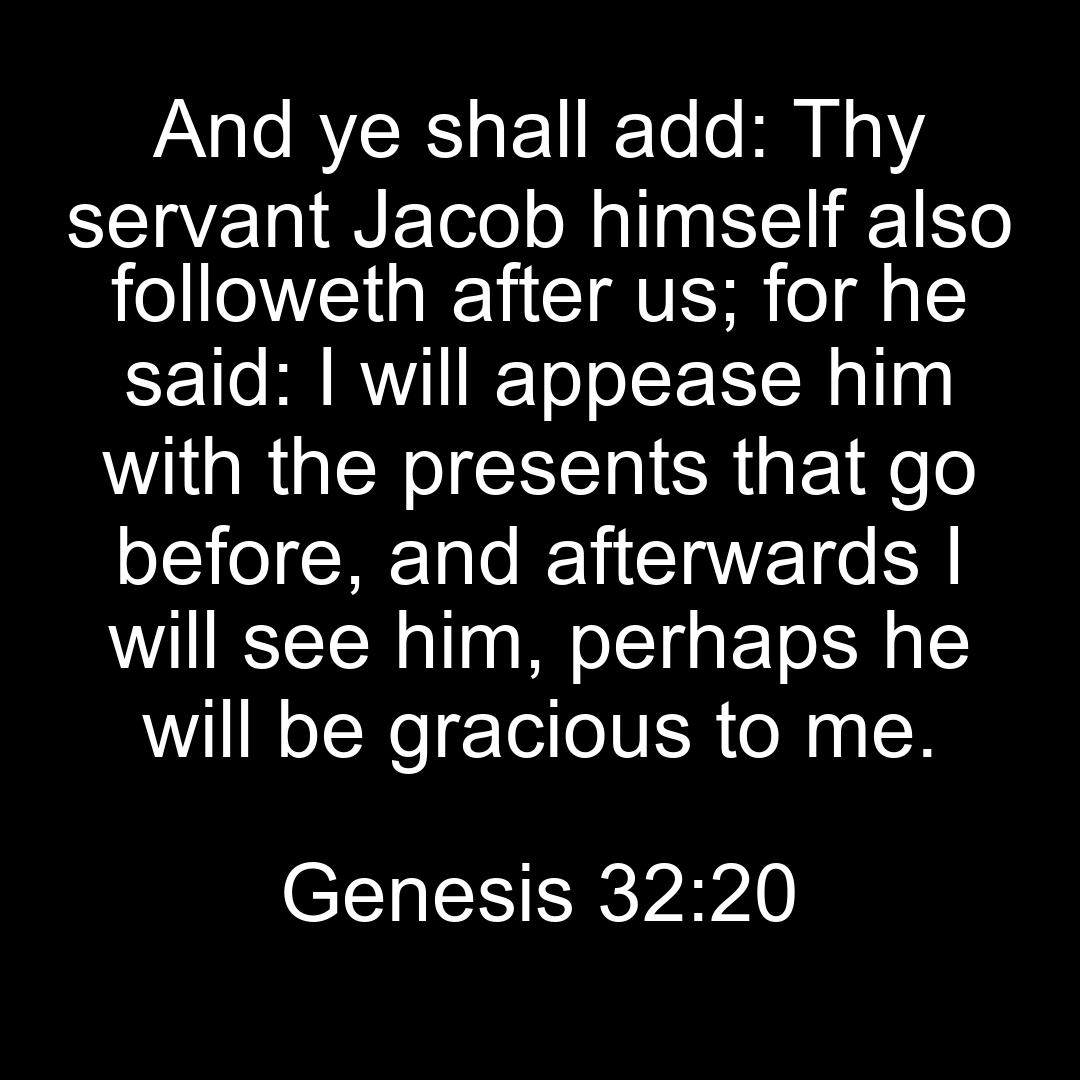 And ye shall add: Thy
servant Jacob himself also
followeth after us; for he
said: I will appease him
with the presents that go
before, and afterwards I
will see him, perhaps he
will be gracious to me.
Genesis 32:20